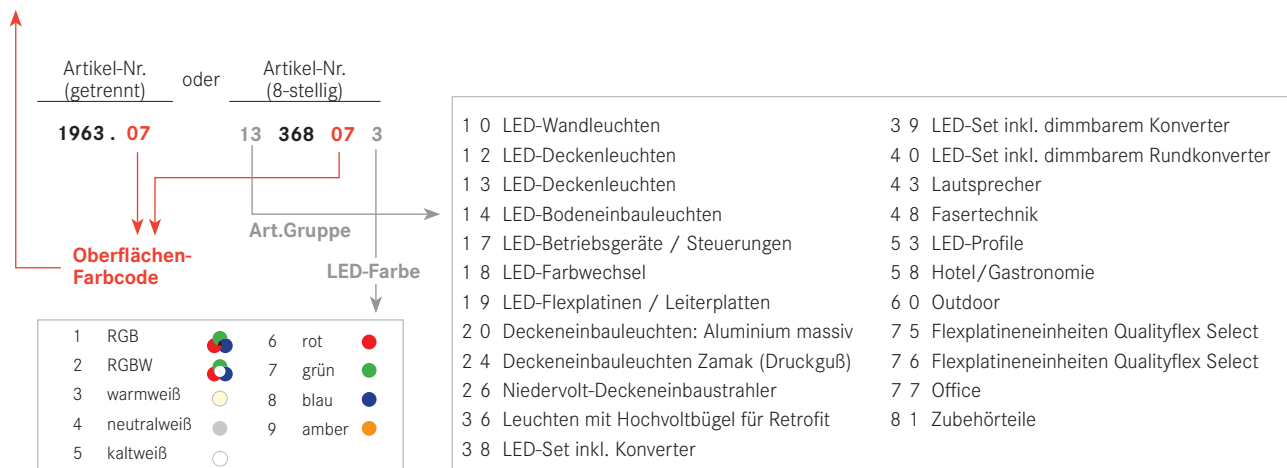 Artikel-Nr. (getrennt)
oder
Artikel-Nr. (8-stellig)
1963. 07
13 368 07 3
Art.Gruppe
Oberflächen-
Farbcode
LED-Farbe
1 RGB
2 RGBW
3 warmweiß
4 neutralweiß
5 kaltweiß
6 rot
7 grün
8 blau
9 amber
1 0 LED-Wandleuchten
1 2 LED-Deckenleuchten
1 3 LED-Deckenleuchten
1 4 LED-Bodeneinbauleuchten
1 7 LED-Betriebsgeräte / Steuerungen
1 8 LED-Farbwechsel
1 9 LED-Flexplatinen / Leiterplatten
2 0 Deckeneinbauleuchten: Aluminium massiv
2 4 Deckeneinbauleuchten Zamak (Druckguß)
2 6 Niedervolt-Deckeneinbaustrahler
3 6 Leuchten mit Hochvoltbügel für Retrofit
3 8 LED-Set inkl. Konverter
3 9 LED-Set inkl. dimmbarem Konverter
4 0 LED-Set inkl. dimmbarem Rundkonverter
4 3 Lautsprecher
4 8 Fasertechnik
5 3 LED-Profile
5 8 Hotel/Gastronomie
6 0 Outdoor
7 5 Flexplatineneinheiten Qualityflex Select
7 6 Flexplatineneinheiten Qualityflex Select
7 7 Office
8 1 Zubehörteile